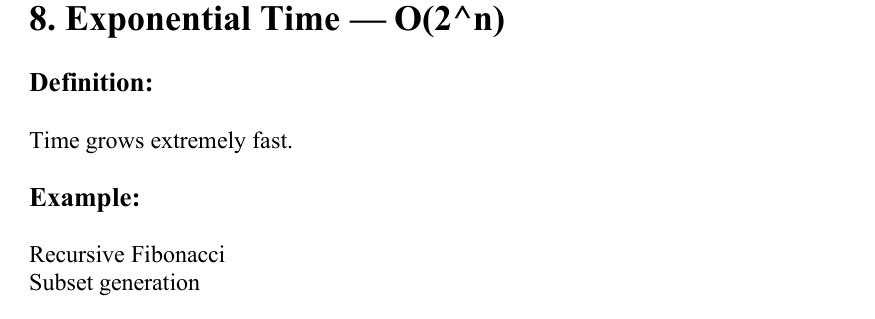 8. Exponential Time — O(2^n)
Definition:
Time grows extremely fast.
Example:
Recursive Fibonacci
Subset generation